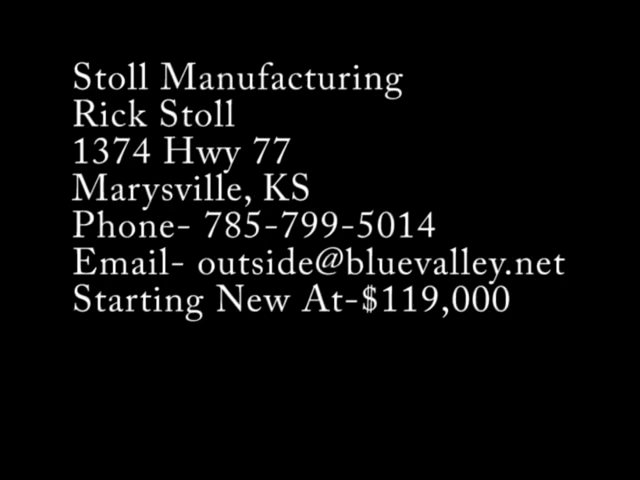 Stoll Manufacturing
Rick Stoll
1374 Hwy 77
Marysville, KS
Phone- 785-799-5014
Email- outside@bluevalley.net
Starting New At-$119,000